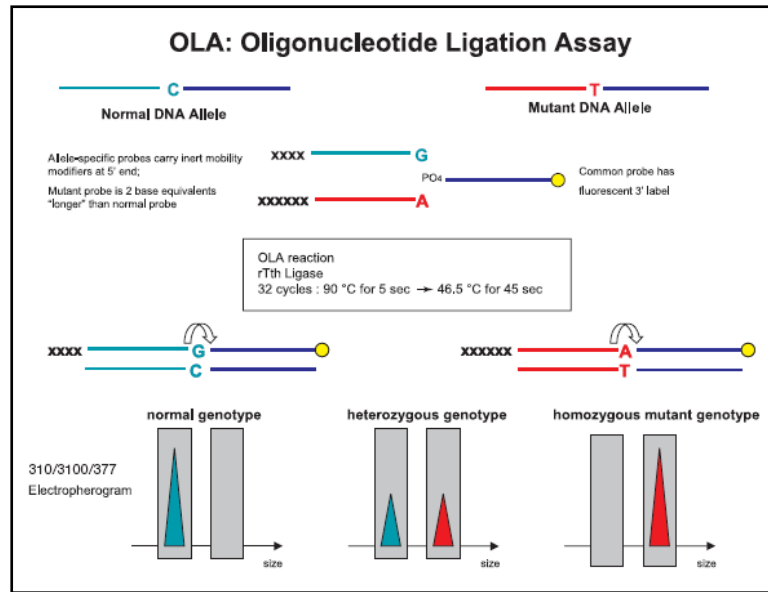 OLA: Oligonucleotide Ligation Assay
C
T
Normal DNA Allele
Mutant DNA Allele
Allele-specific probes carry inert mobility
modifiers at 5' end;
Mutant probe is 2 base equivalents
"longer" than normal probe
xxxx
G
PO4
Common probe has
fluorescent 3' label
xxxxxx
A
OLA reaction
rTth Ligase
32 cycles : 90 °C for 5 sec → 46.5 °C for 45 sec
xxxx
G
C
xxxxxx
A
T
normal genotype
heterozygous genotype
homozygous mutant genotype
310/3100/377
Electropherogram
size
size
size